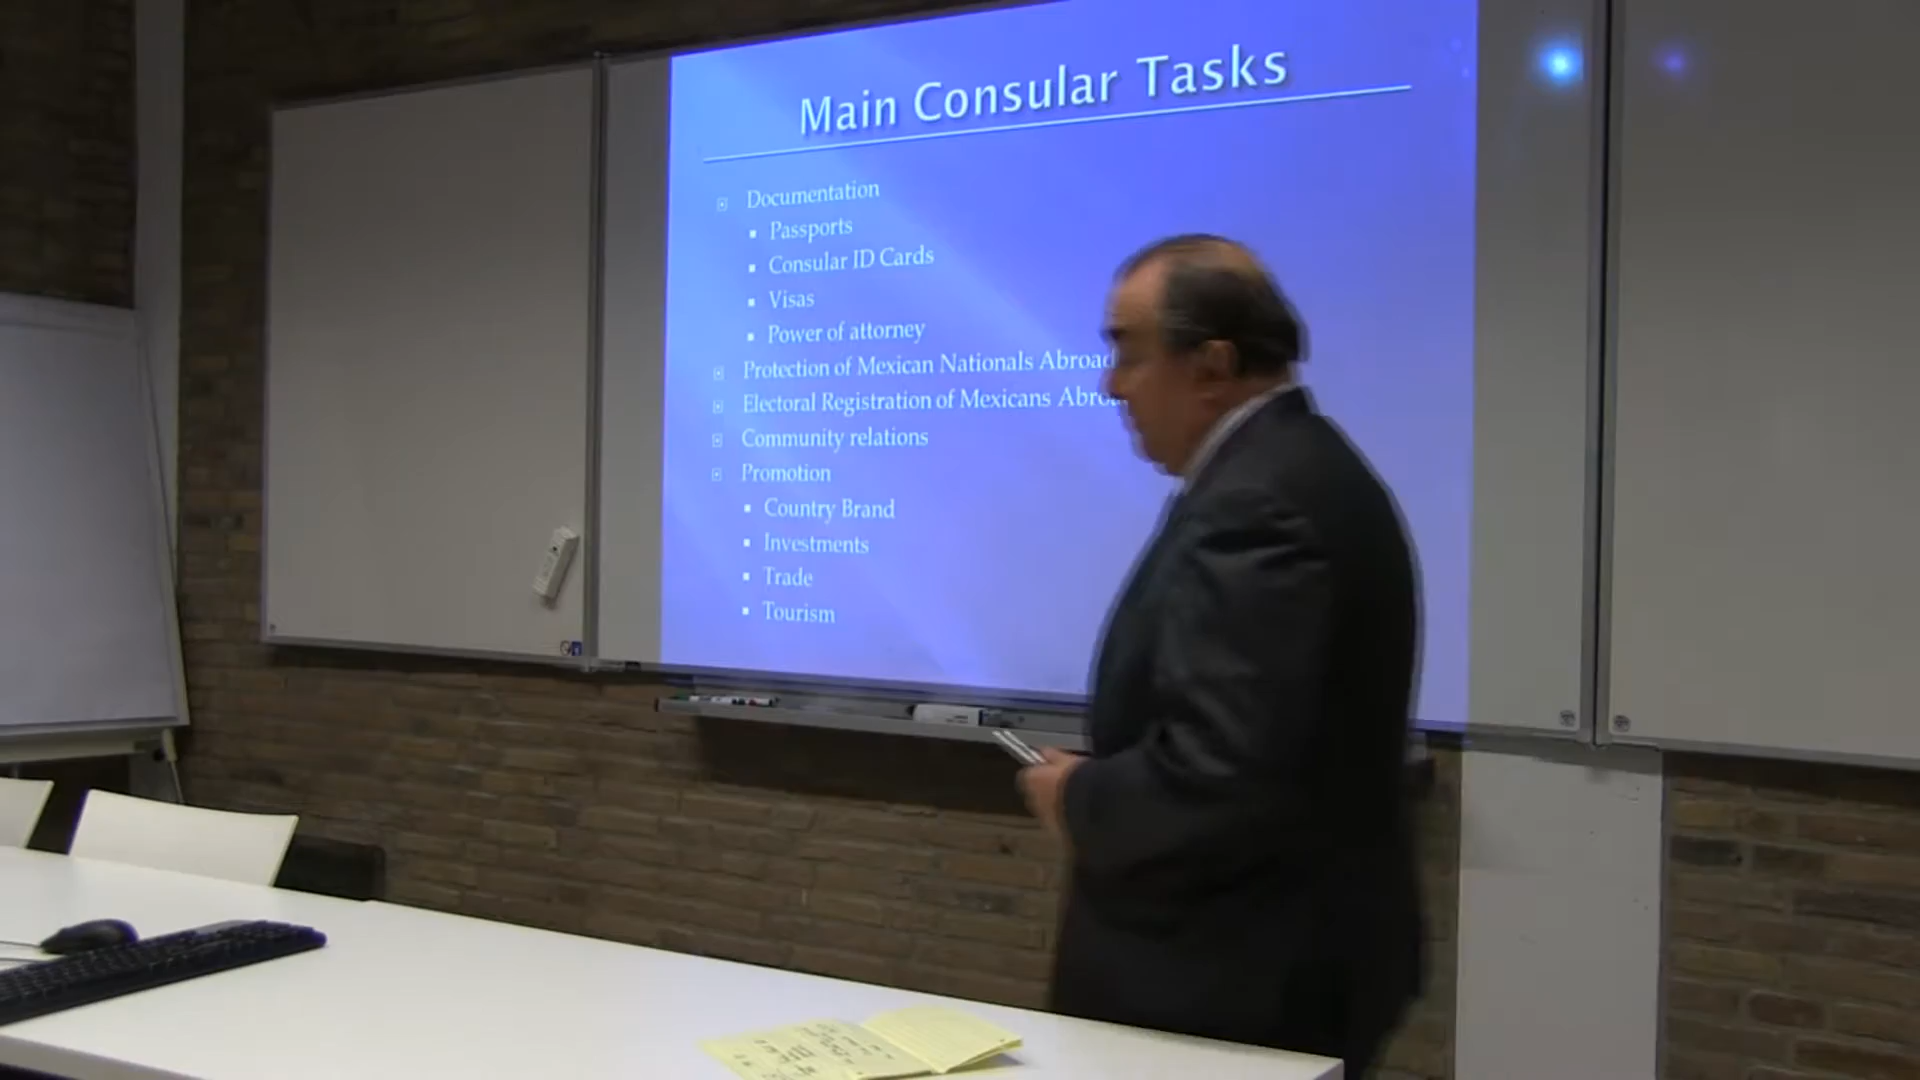 Main Consular Tasks
Documentation
Passports
Consular ID Cards
Visas
Power of attorney
Protection of Mexican Nationals Abroad
Electoral Registration of Mexicans
Community relations
Promotion
Country Brand
Investments
Trade
Tourism